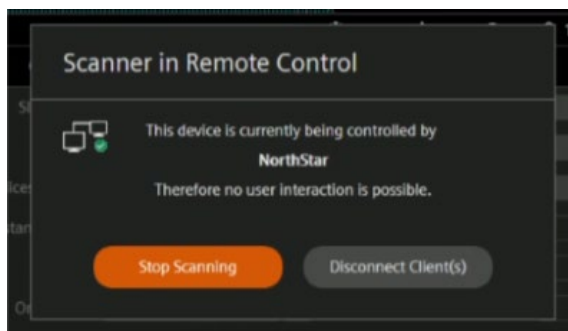 Scanner in Remote Control
This device is currently being controlled by
NorthStar
Therefore no user interaction is possible.
Stop Scanning
Disconnect Client(s)